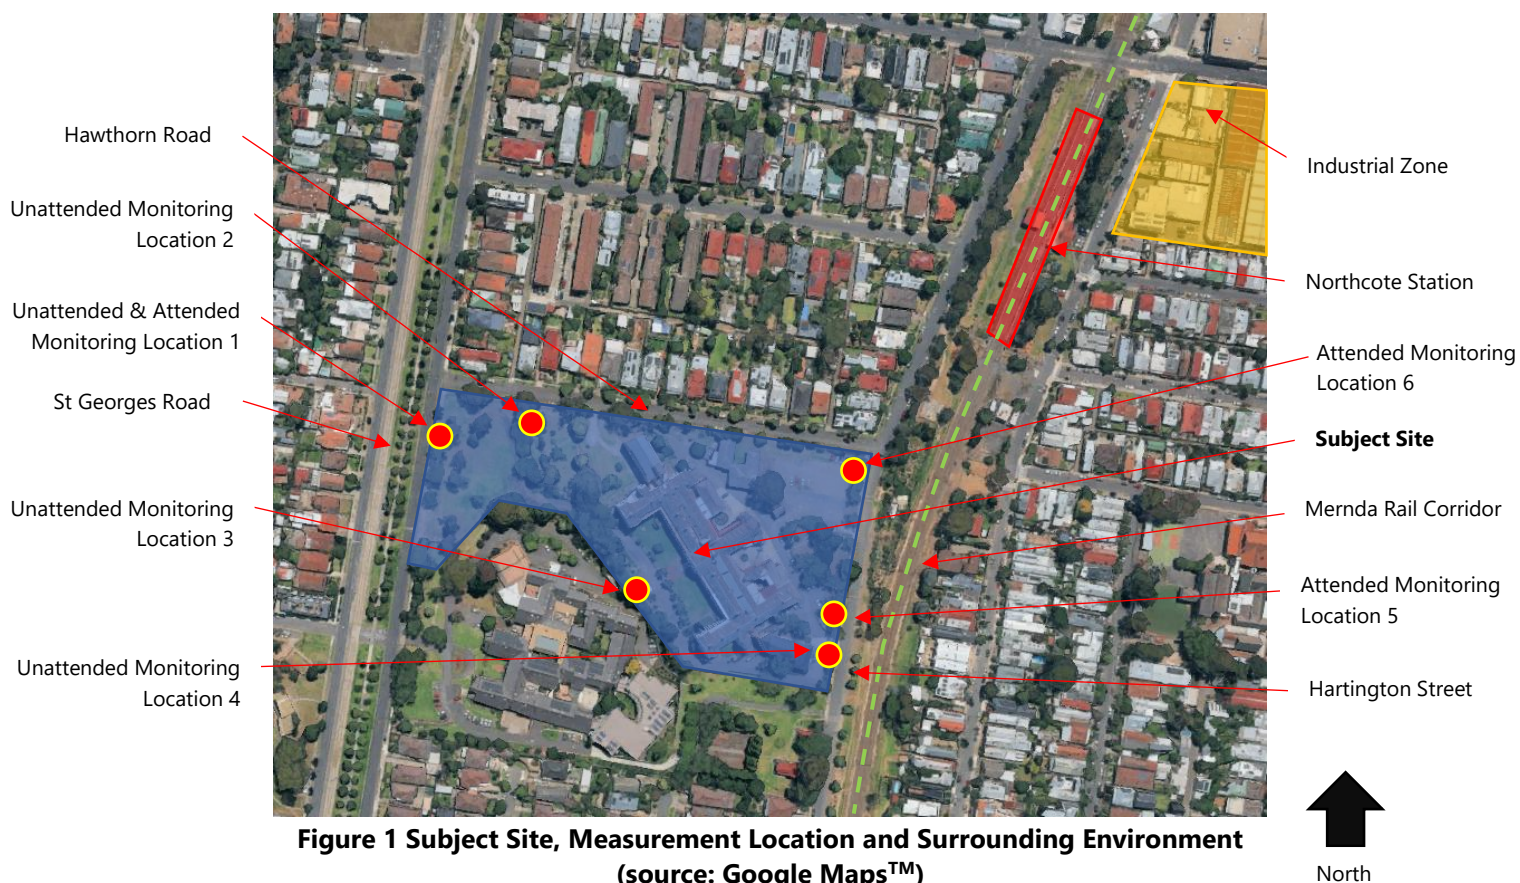 Hawthorn Road
Unattended Monitoring
Location 2
Unattended & Attended
Monitoring Location 1
St Georges Road
Unattended Monitoring
Location 3
Unattended Monitoring
Location 4
Industrial Zone
Northcote Station
Attended Monitoring
Location 6
Subject Site
Mernda Rail Corridor
Attended Monitoring
Location 5
Hartington Street
North
Figure 1 Subject Site, Measurement Location and Surrounding Environment
(source: Google Maps™)